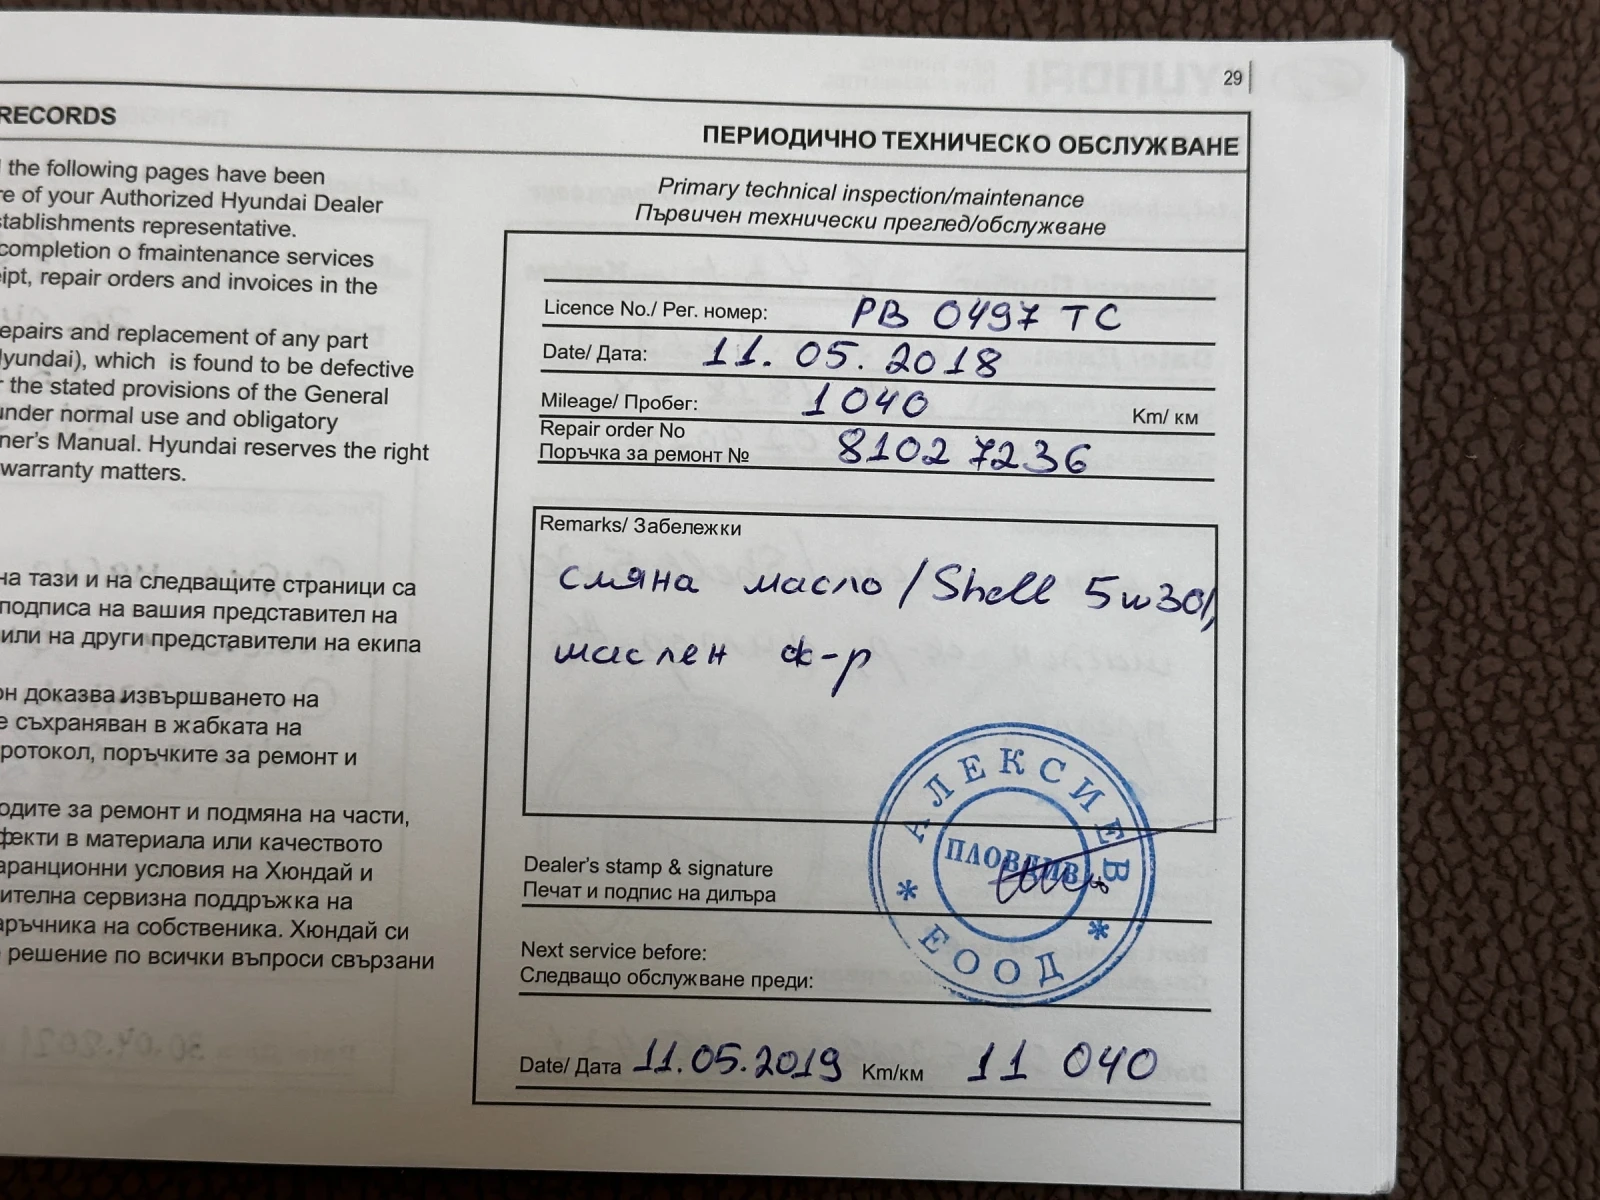 29
RECORDS
the following pages have been
re of your Authorized Hyundai Dealer
stablishments representative.
completion o fmaintenance services
ipt, repair orders and invoices in the
epairs and replacement of any part
Hyundai), which is found to be defective
r the stated provisions of the General
under normal use and obligatory
ner's Manual. Hyundai reserves the right
warranty matters.
на тази и на следващите страници са
подписа на вашия представител на
или на други представители на екипа
он доказва извършването на
е съхраняван в жабката на
ротокол, поръчките за ремонт и
одите за ремонт и подмяна на части,
фекти в материала или качеството
аранционни условия на Хюндай и
ителна сервизна поддръжка на
аръчника на собственика. Хюндай си
решение по всички въпроси свързани
ПЕРИОДИЧНО ТЕХНИЧЕСКО ОБСЛУЖВАНЕ
Primary technical inspection/maintenance
Първичен технически преглед/обслужване
Licence No./ Рег. номер: РВ 0497 ТС
Date/ Дата: 11.05.2018
Mileage/ Пробег: 1040 Km/ км
Repair order No
Поръчка за ремонт № 81027236
Remarks/ Забележки
смяна масло /Shell 5w30/,
маслен ф-р
АЛЕКСИЕВ
ПЛОВДИВ
* ЕООД *
Dealer's stamp & signature
Печат и подпис на дилъра
Next service before:
Следващо обслужване преди:
Date/ Дата 11.05.2019 Km/км 11 040